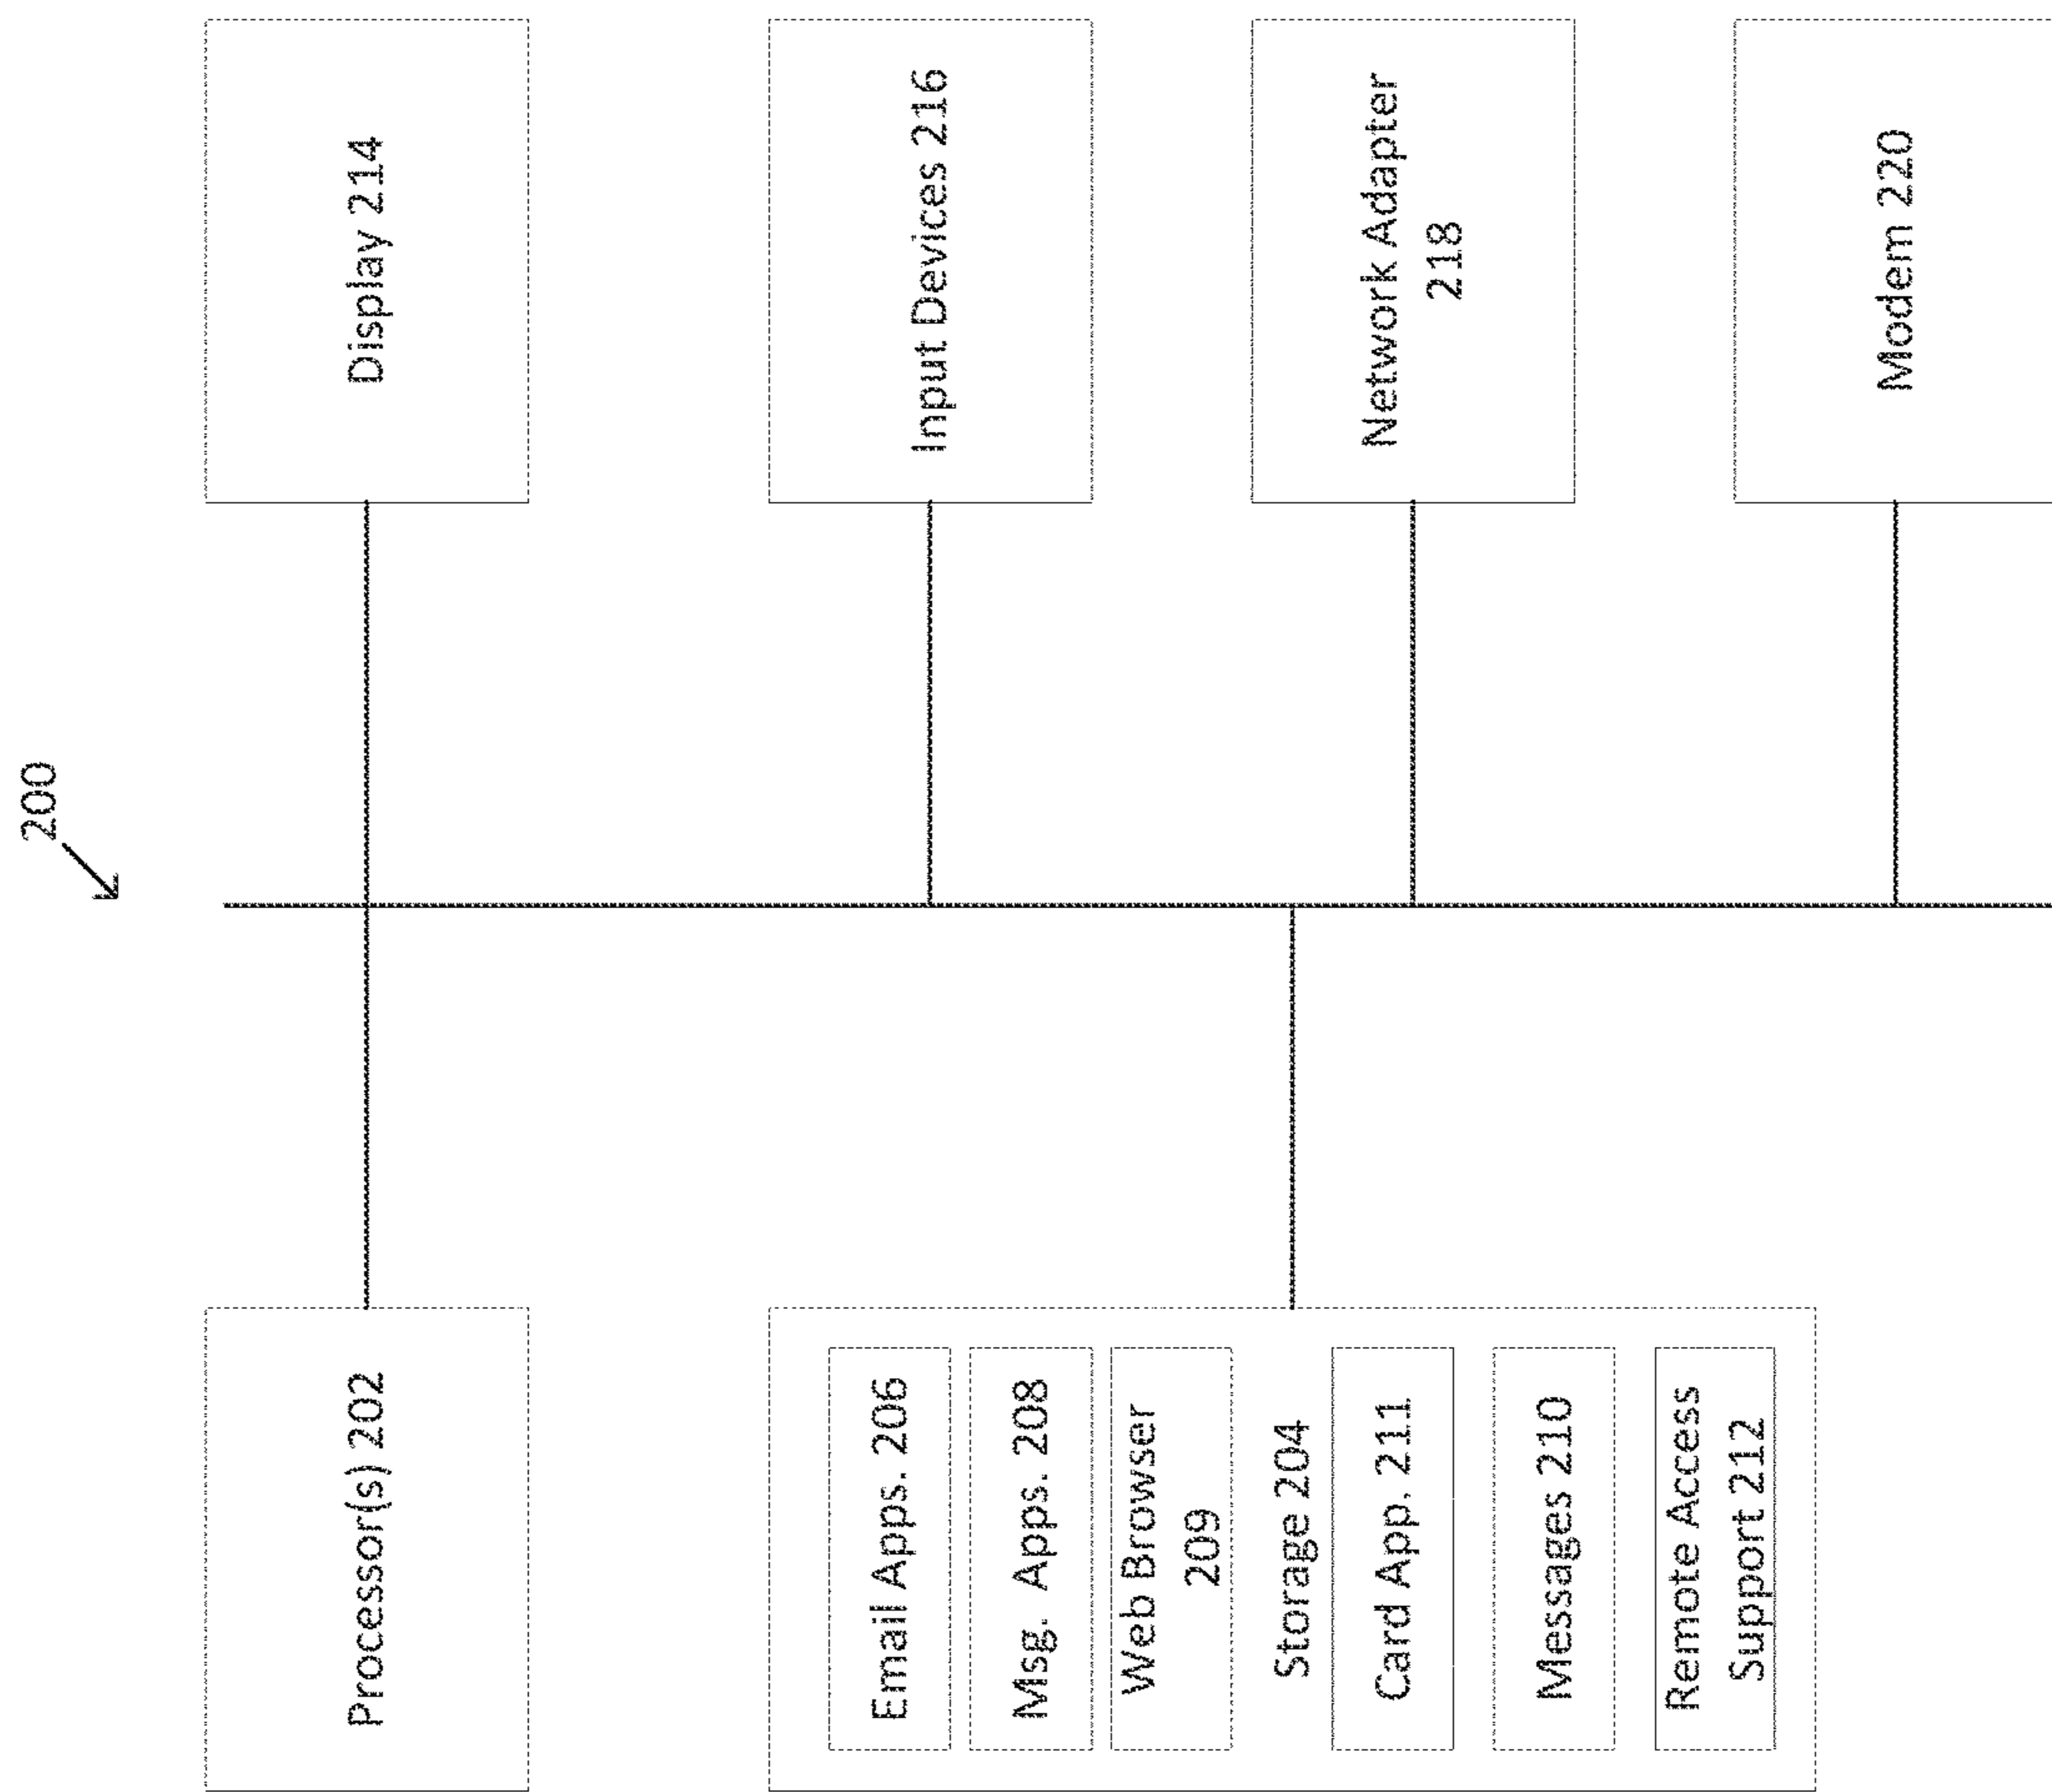 200
Processor(s) 202
Display 214
Email Apps. 206
Msg. Apps. 208
Web Browser
209
Storage 204
Card App. 211
Messages 210
Remote Access
Support 212
Input Devices 216
Network Adapter
218
Modem 220